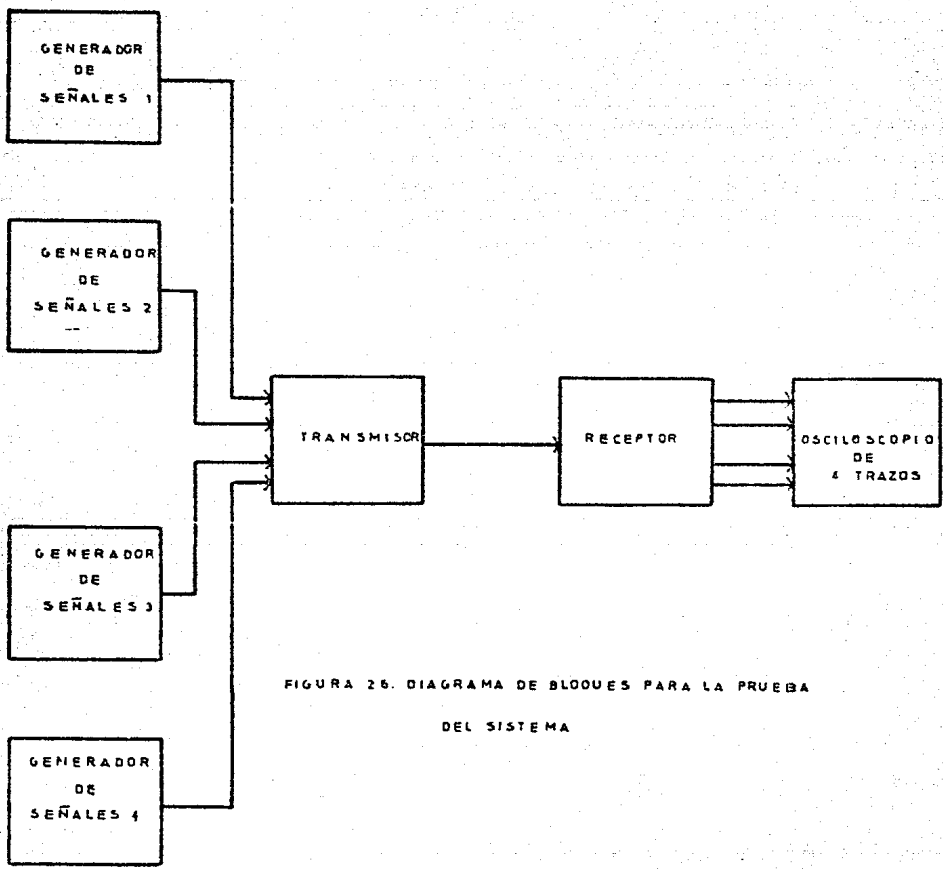 GENERADOR
DE
SEÑALES 1
GENERADOR
DE
SEÑALES 2
GENERADOR
DE
SEÑALES 3
GENERADOR
DE
SEÑALES 4
TRANSMISOR
RECEPTOR
OSCILOSCOPIO
DE
4 TRAZOS
FIGURA 26. DIAGRAMA DE BLOQUES PARA LA PRUEBA
DEL SISTEMA